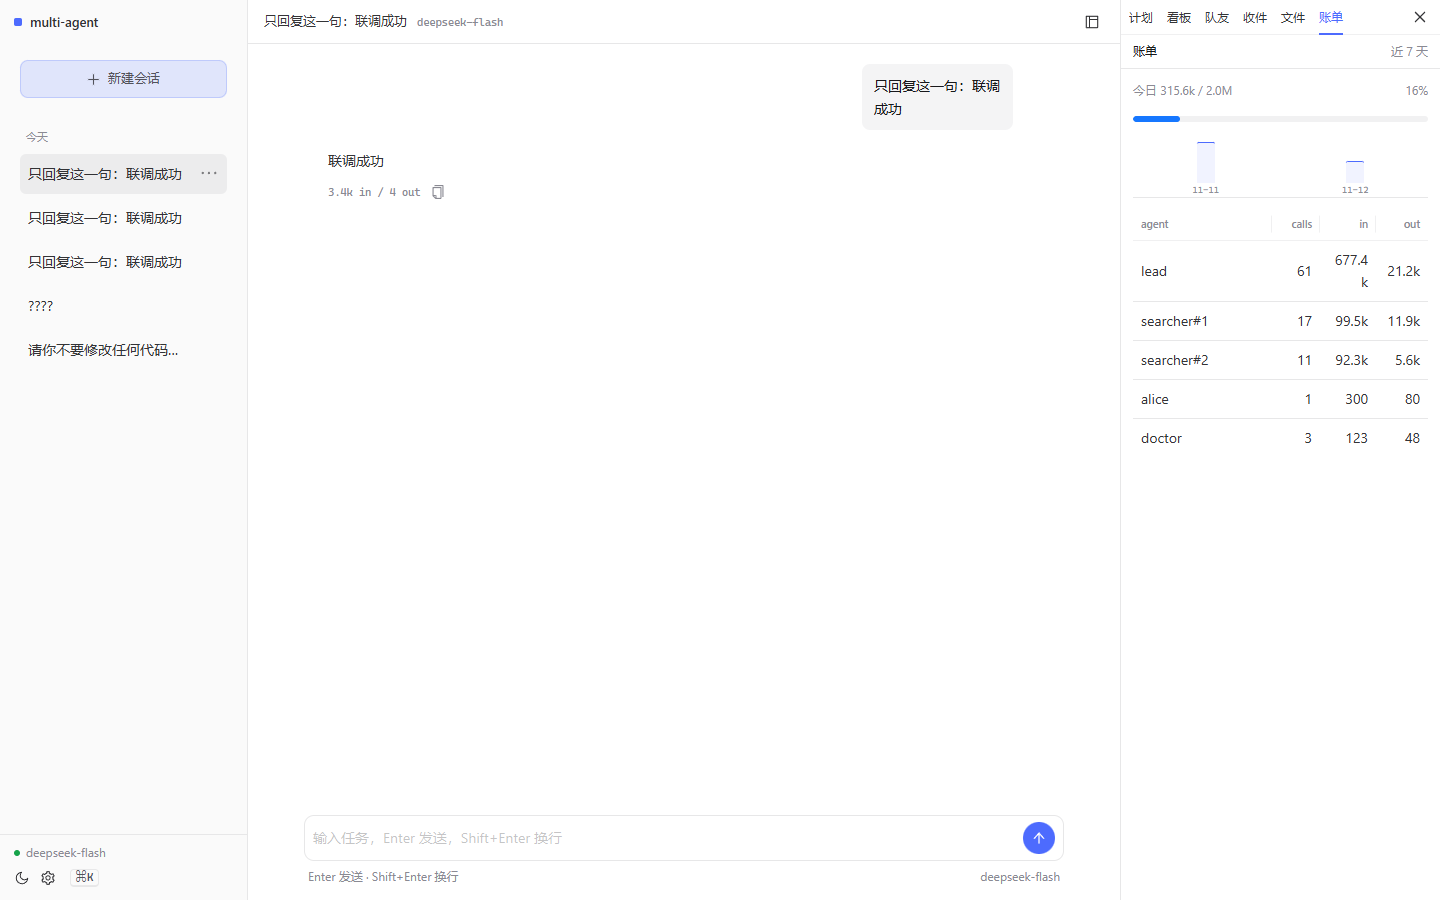 multi-agent
新建会话
今天
只回复这一句：联调成功
只回复这一句：联调成功
只回复这一句：联调成功
????
请你不要修改任何代码...
deepseek-flash
⌘K
只回复这一句：联调成功 deepseek-flash
只回复这一句：联调
成功
联调成功
3.4k in / 4 out
输入任务，Enter 发送，Shift+Enter 换行
Enter 发送 · Shift+Enter 换行
deepseek-flash
计划 看板 队友 收件 文件 账单
账单 近 7 天
今日 315.6k / 2.0M 16%
11-11 11-12
agent calls in out
lead 61 677.4k 21.2k
searcher#1 17 99.5k 11.9k
searcher#2 11 92.3k 5.6k
alice 1 300 80
doctor 3 123 48